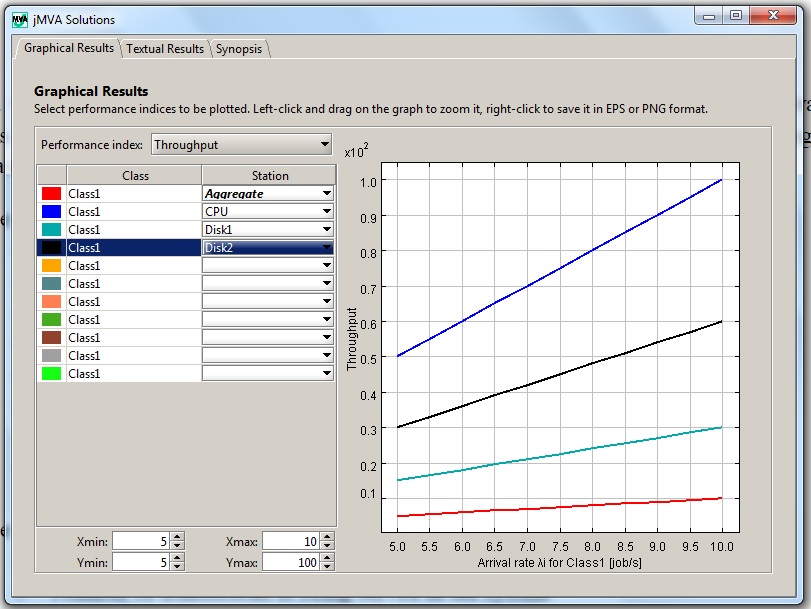 MVA jMVA Solutions
Graphical Results Textual Results Synopsis
Graphical Results
Select performance indices to be plotted. Left-click and drag on the graph to zoom it, right-click to save it in EPS or PNG format.
Performance index: Throughput
Class Station
Class1 Aggregate
Class1 CPU
Class1 Disk1
Class1 Disk2
Class1
Class1
Class1
Class1
Class1
Class1
Class1
Xmin: 5 Xmax: 10
Ymin: 5 Ymax: 100
x10²
1.0
0.9
0.8
0.7
0.6
0.5
0.4
0.3
0.2
0.1
Throughput
5.0 5.5 6.0 6.5 7.0 7.5 8.0 8.5 9.0 9.5 10.0
Arrival rate λi for Class1 [job/s]